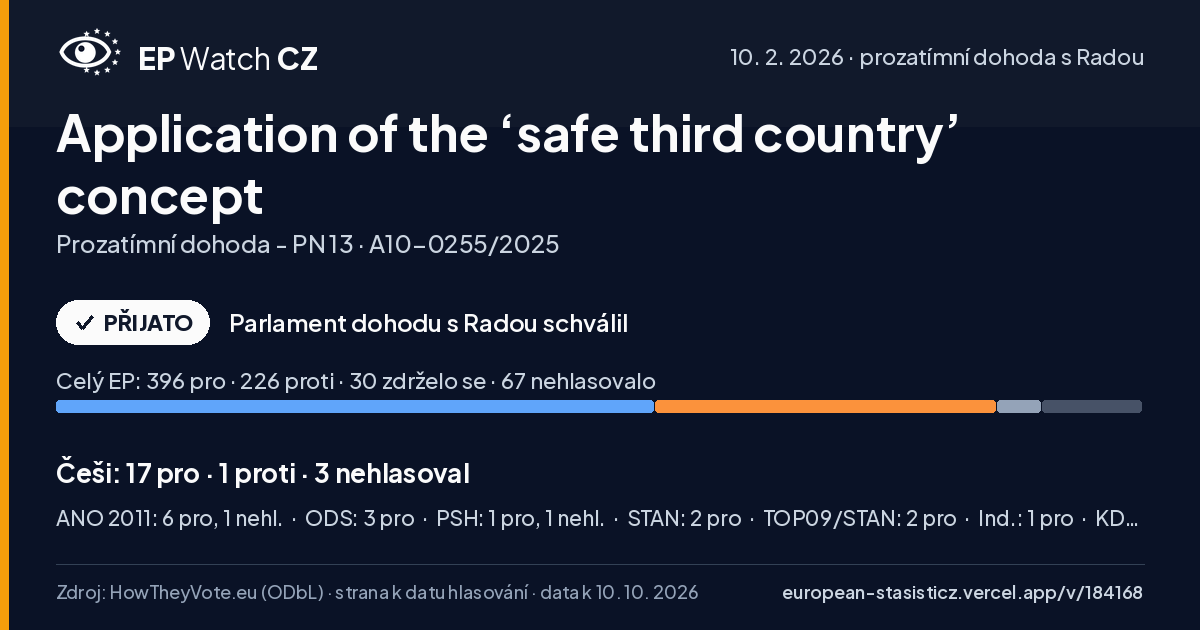 EP Watch CZ
10. 2. 2026 · prozatímní dohoda s Radou
Application of the ‘safe third country’
concept
Prozatímní dohoda – PN 13 · A10–0255/2025
✓ PŘIJATO
Parlament dohodu s Radou schválil
Celý EP: 396 pro · 226 proti · 30 zdrželo se · 67 nehlasovalo
Češi: 17 pro · 1 proti · 3 nehlasoval
ANO 2011: 6 pro, 1 nehl. · ODS: 3 pro · PSH: 1 pro, 1 nehl. · STAN: 2 pro · TOP09/STAN: 2 pro · Ind.: 1 pro · KD…
Zdroj: HowTheyVote.eu (ODbL) · strana k datu hlasování · data k 10. 10. 2026
european-stasisticz.vercel.app/v/184168